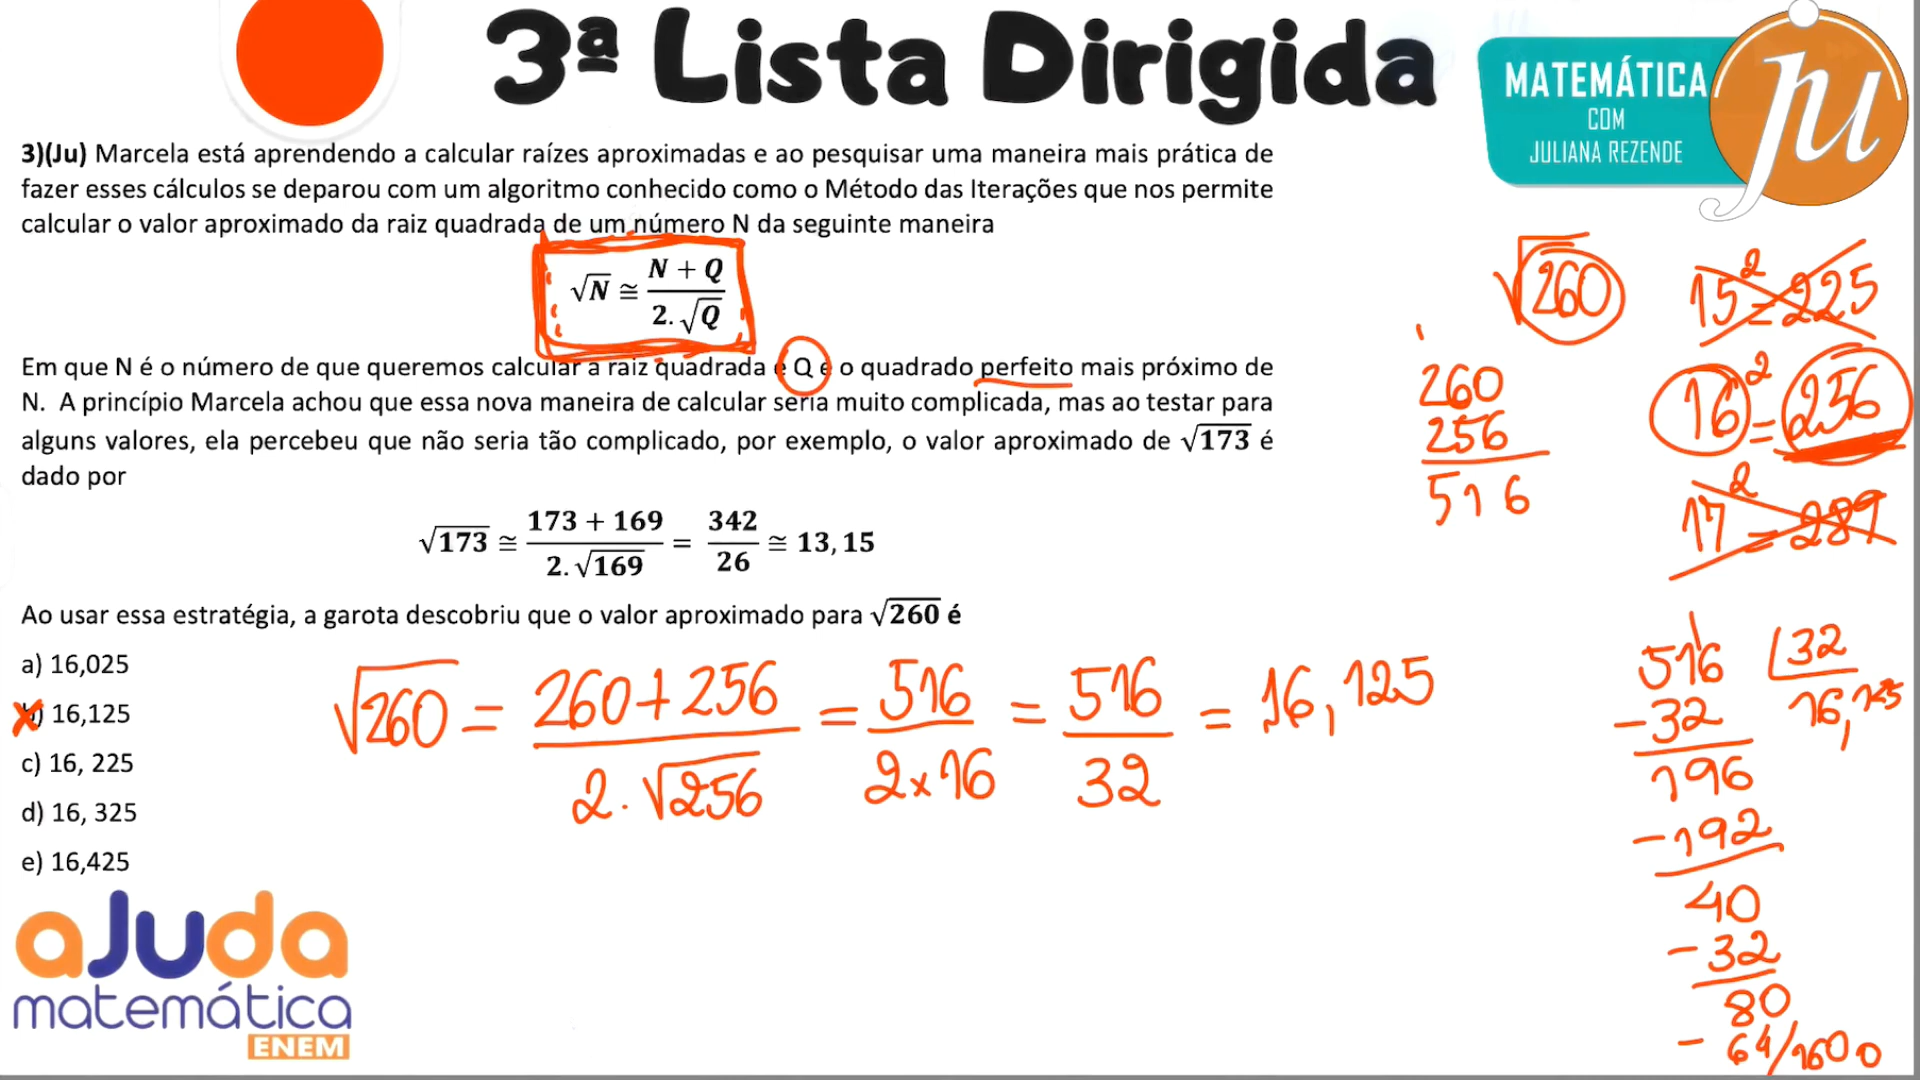 3ª Lista Dirigida
MATEMÁTICA
COM
JULIANA REZENDE
Ju
3)(Ju) Marcela está aprendendo a calcular raízes aproximadas e ao pesquisar uma maneira mais prática de
fazer esses cálculos se deparou com um algoritmo conhecido como o Método das Iterações que nos permite
calcular o valor aproximado da raiz quadrada de um número N da seguinte maneira
√N ≅ (N + Q)/(2.√Q)
Em que N é o número de que queremos calcular a raiz quadrada e Q é o quadrado perfeito mais próximo de
N. A princípio Marcela achou que essa nova maneira de calcular seria muito complicada, mas ao testar para
alguns valores, ela percebeu que não seria tão complicado, por exemplo, o valor aproximado de √173 é
dado por
√173 ≅ (173 + 169)/(2.√169) = 342/26 ≅ 13, 15
Ao usar essa estratégia, a garota descobriu que o valor aproximado para √260 é
a) 16,025
b) 16,125
c) 16, 225
d) 16, 325
e) 16,425
√260 = (260+256)/(2.√256) = 516/(2x16) = 516/32 = 16,125
√260
15² = 225
16² = 256
17² = 289
260
256
516
516 32
-32 16,125
196
-192
40
-32
80
- 64/160 0
aJuda
matemática
ENEM